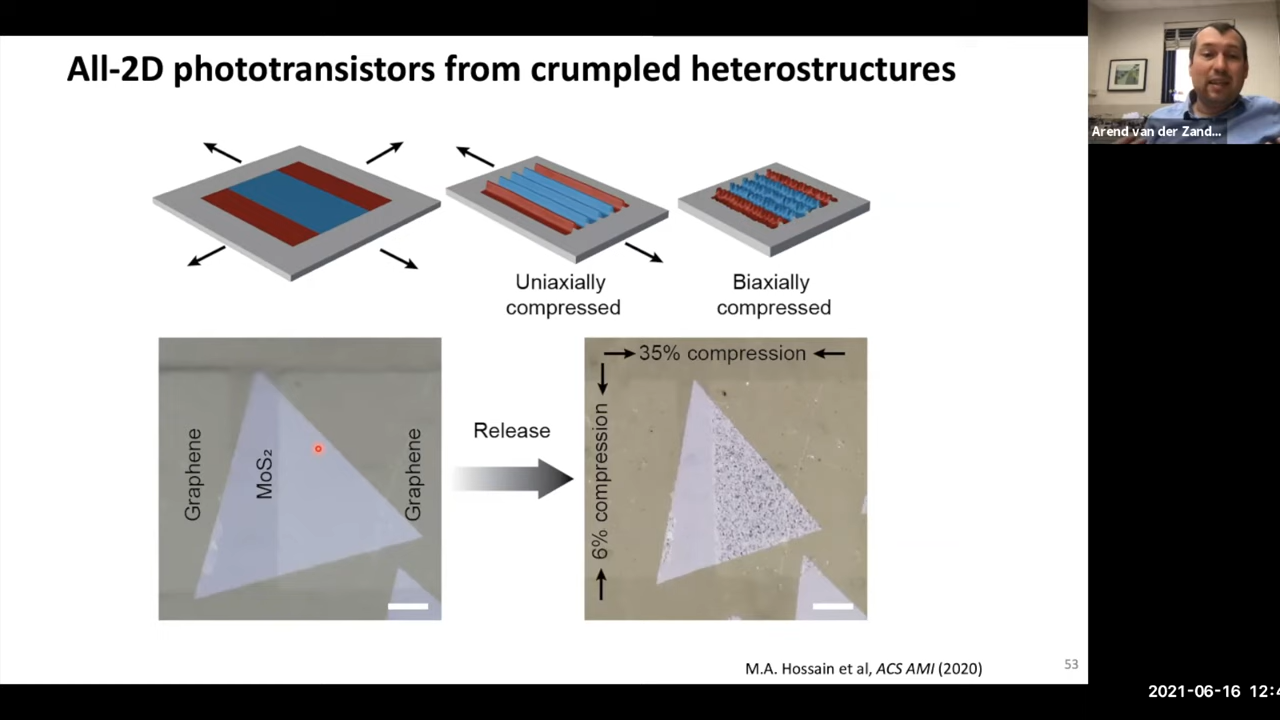 All-2D phototransistors from crumpled heterostructures
Arend van der Zand...
Uniaxially
compressed
Biaxially
compressed
Graphene
MoS₂
Graphene
Release
35% compression
6% compression
M.A. Hossain et al, ACS AMI (2020)
53
2021-06-16 12:4